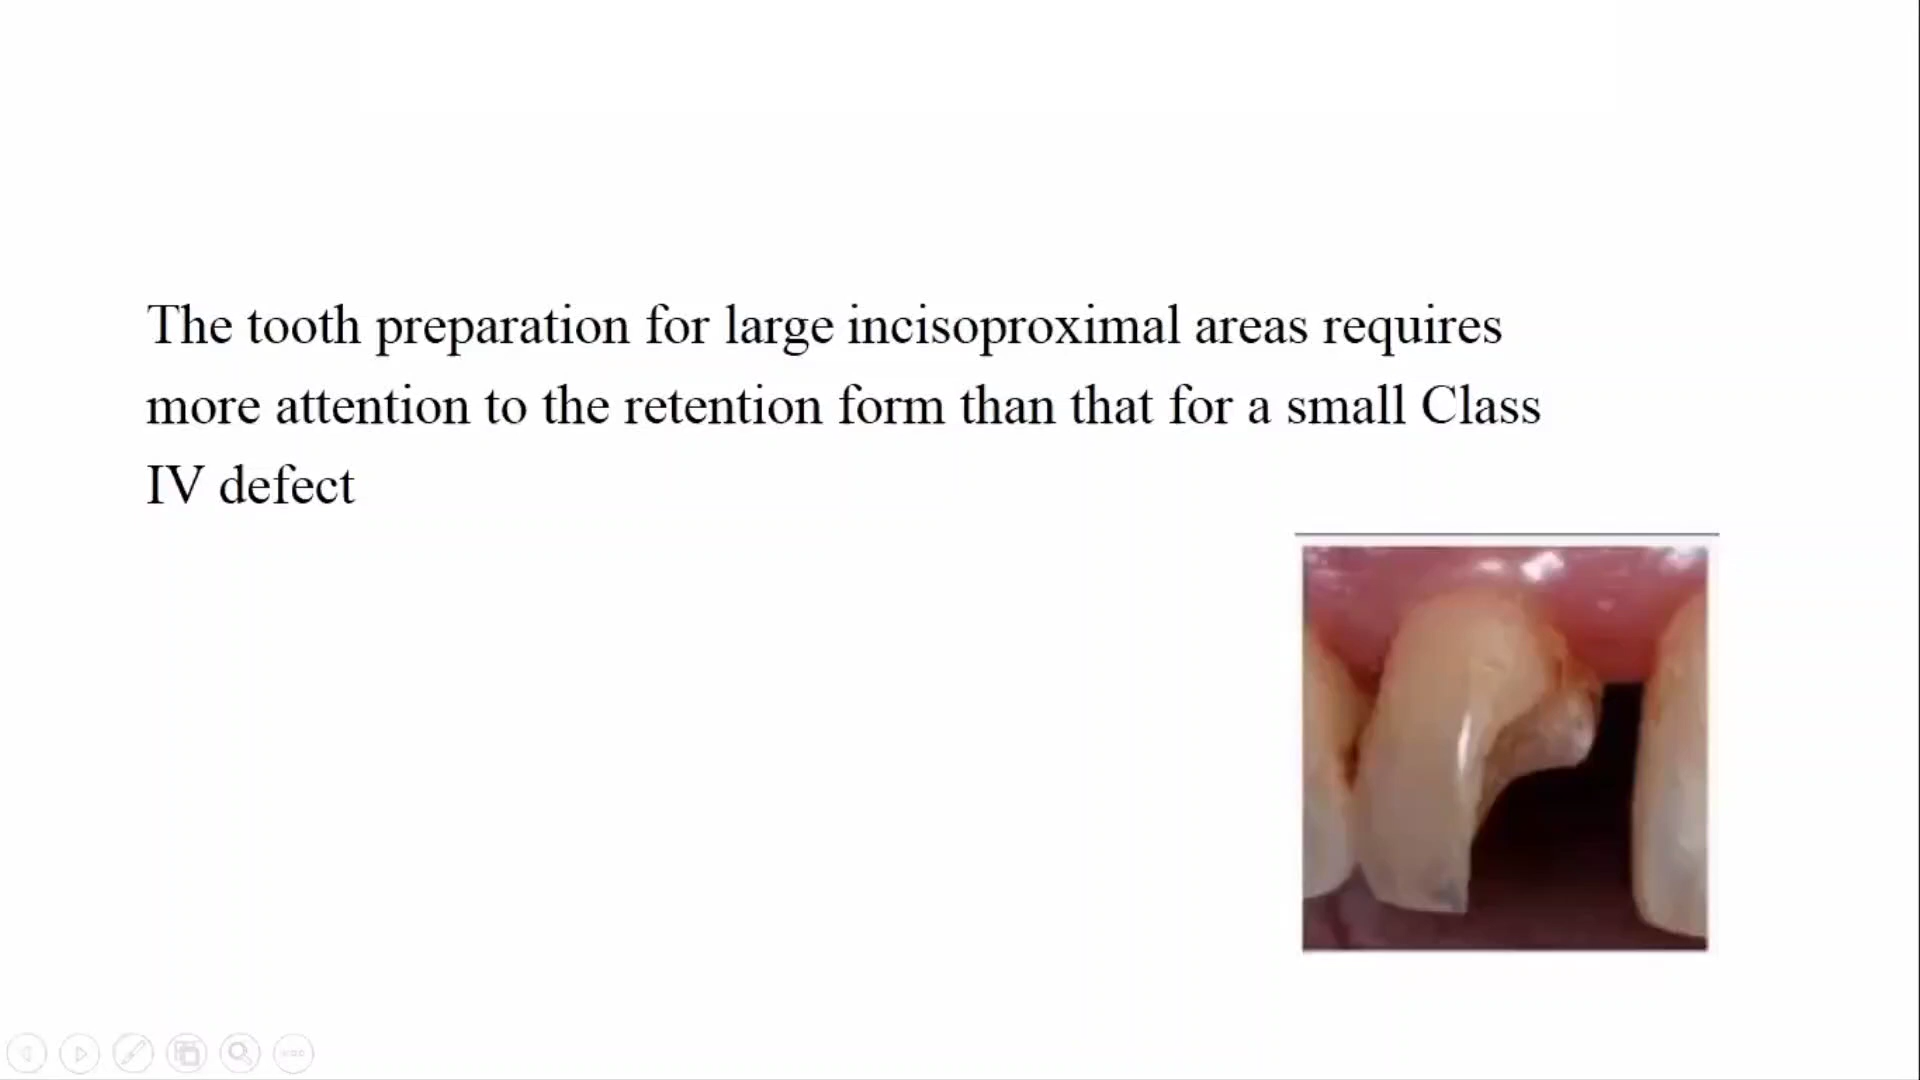 The tooth preparation for large incisoproximal areas requires
more attention to the retention form than that for a small Class
IV defect